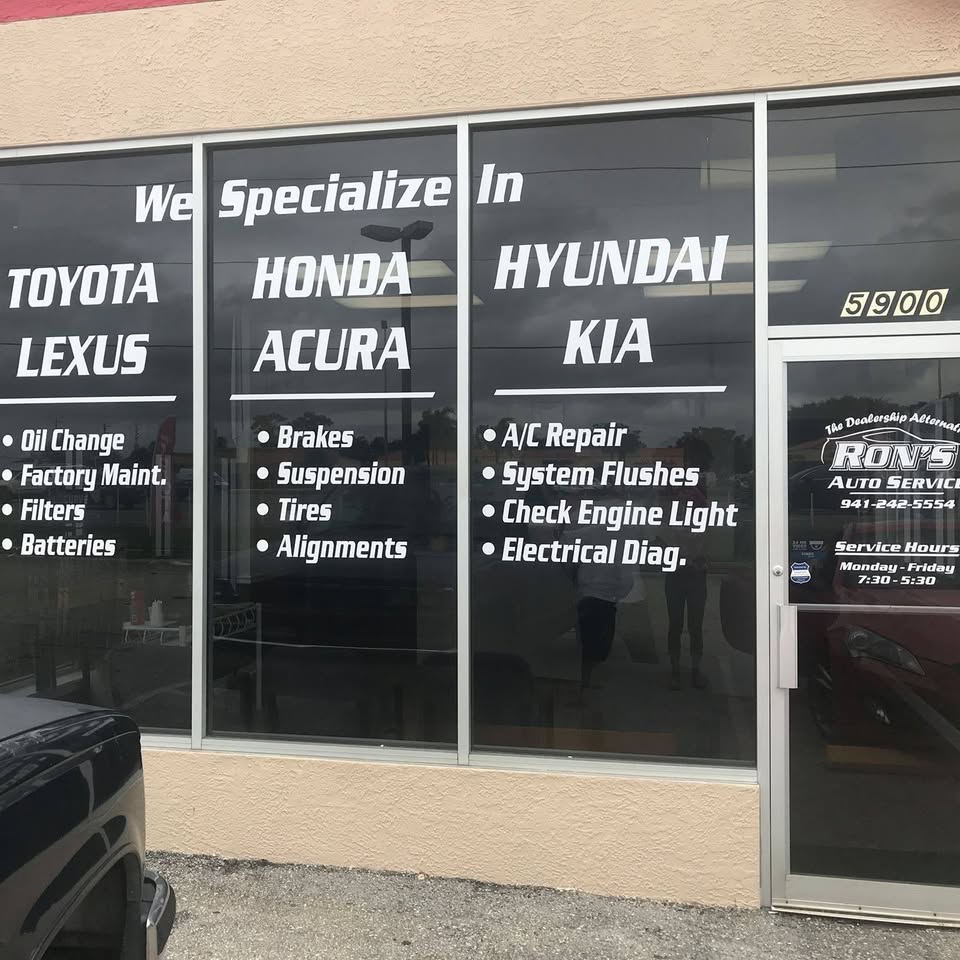 We Specialize In
TOYOTA
LEXUS
• Oil Change
• Factory Maint.
• Filters
• Batteries
HONDA
ACURA
• Brakes
• Suspension
• Tires
• Alignments
HYUNDAI
KIA
• A/C Repair
• System Flushes
• Check Engine Light
• Electrical Diag.
5900
The Dealership Alternati
RON'S
AUTO SERVICE
941-242-5554
Service Hours
Monday - Friday
7:30 - 5:30